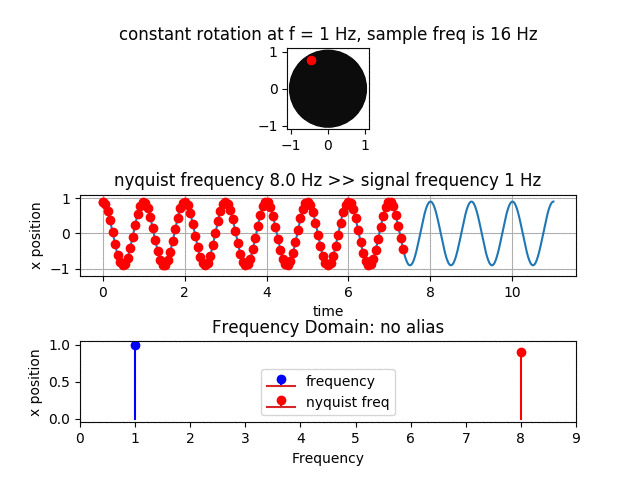 constant rotation at f = 1 Hz, sample freq is 16 Hz
1
0
−1
−1 0 1
nyquist frequency 8.0 Hz >> signal frequency 1 Hz
x position
1
0
−1
0 2 4 6 8 10
time
Frequency Domain: no alias
x position
1.0
0.5
0.0
frequency
nyquist freq
0 1 2 3 4 5 6 7 8 9
Frequency